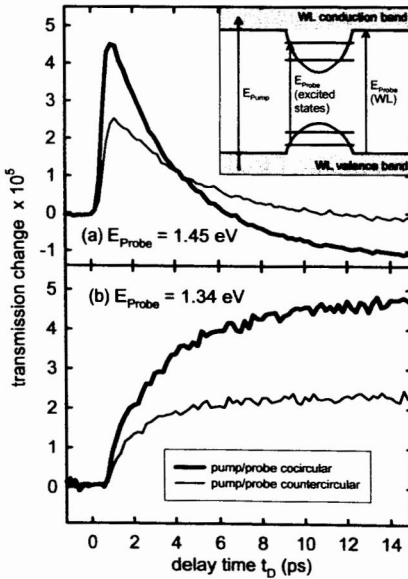 WL conduction band
E_Pump
E_Probe
(excited
states)
E_Probe
(WL)
WL valence band
5
4
3
2
1
0
-1
(a) E_Probe = 1.45 eV
transmission change x 10^5
(b) E_Probe = 1.34 eV
5
4
3
2
1
0
pump/probe cocircular
pump/probe countercircular
0 2 4 6 8 10 12 14
delay time t_D (ps)